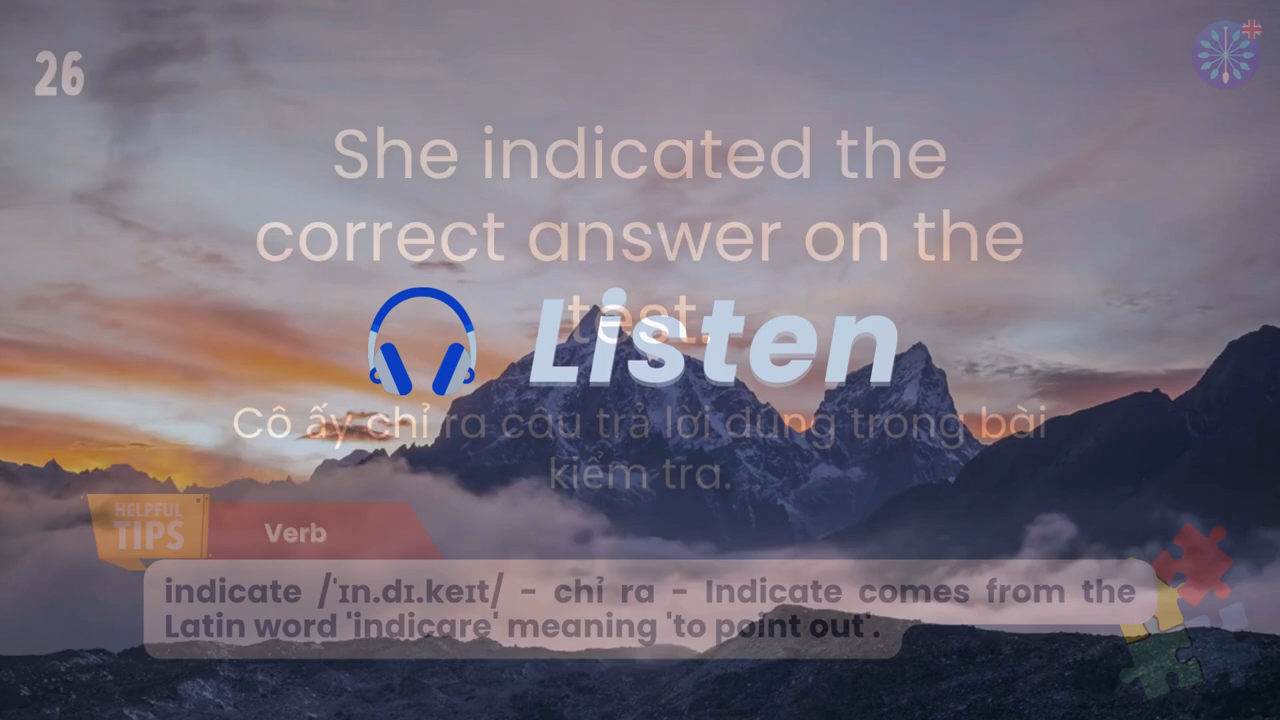 26
She indicated the
correct answer on the
test.
Listen
Cô ấy chỉ ra câu trả lời đúng trong bài
kiểm tra.
HELPFUL
TIPS
Verb
indicate /ˈɪn.dɪ.keɪt/ - chỉ ra - Indicate comes from the
Latin word 'indicare' meaning 'to point out'.